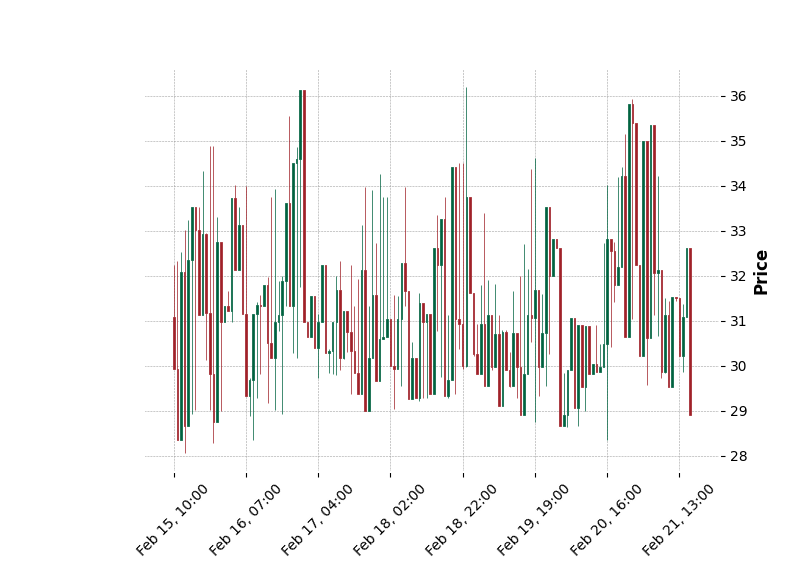 36
35
34
33
32
31
30
29
28
Price
Feb 15, 10:00
Feb 16, 07:00
Feb 17, 04:00
Feb 18, 02:00
Feb 18, 22:00
Feb 19, 19:00
Feb 20, 16:00
Feb 21, 13:00